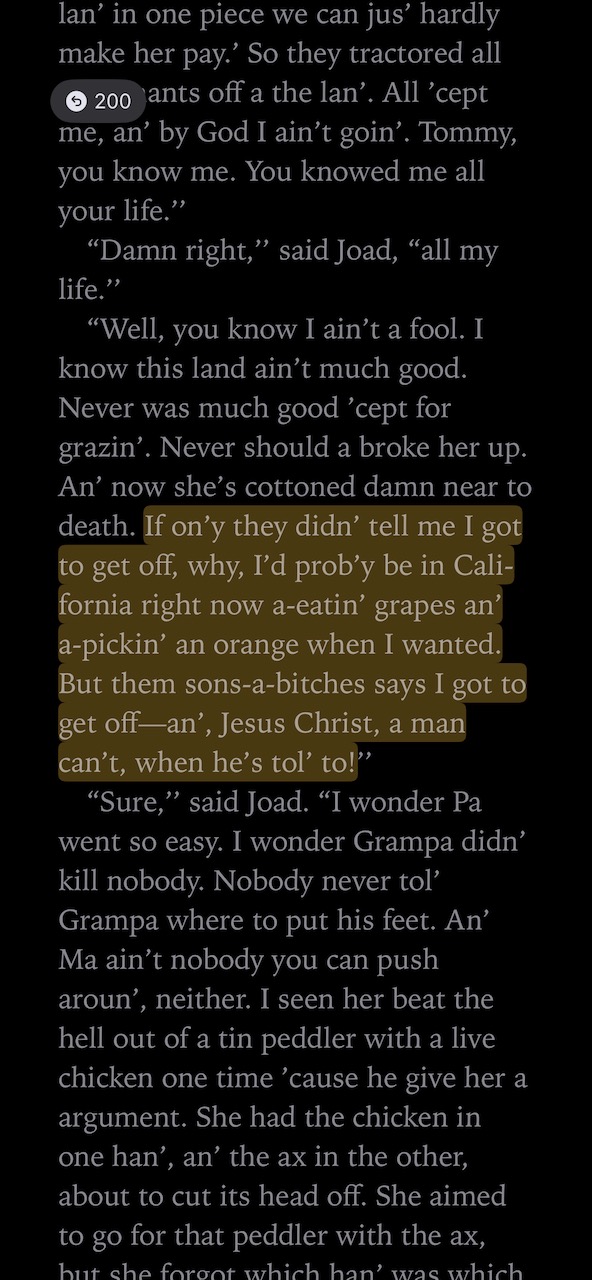 lan’ in one piece we can jus’ hardly
make her pay.’ So they tractored all
200
ants off a the lan’. All ’cept
me, an’ by God I ain’t goin’. Tommy,
you know me. You knowed me all
your life.’’
“Damn right,’’ said Joad, “all my
life.’’
“Well, you know I ain’t a fool. I
know this land ain’t much good.
Never was much good ’cept for
grazin’. Never should a broke her up.
An’ now she’s cottoned damn near to
death. If on’y they didn’ tell me I got
to get off, why, I’d prob’y be in Cali-
fornia right now a-eatin’ grapes an’
a-pickin’ an orange when I wanted.
But them sons-a-bitches says I got to
get off—an’, Jesus Christ, a man
can’t, when he’s tol’ to!’’
“Sure,’’ said Joad. “I wonder Pa
went so easy. I wonder Grampa didn’
kill nobody. Nobody never tol’
Grampa where to put his feet. An’
Ma ain’t nobody you can push
aroun’, neither. I seen her beat the
hell out of a tin peddler with a live
chicken one time ’cause he give her a
argument. She had the chicken in
one han’, an’ the ax in the other,
about to cut its head off. She aimed
to go for that peddler with the ax,
but she forgot which han’ was which